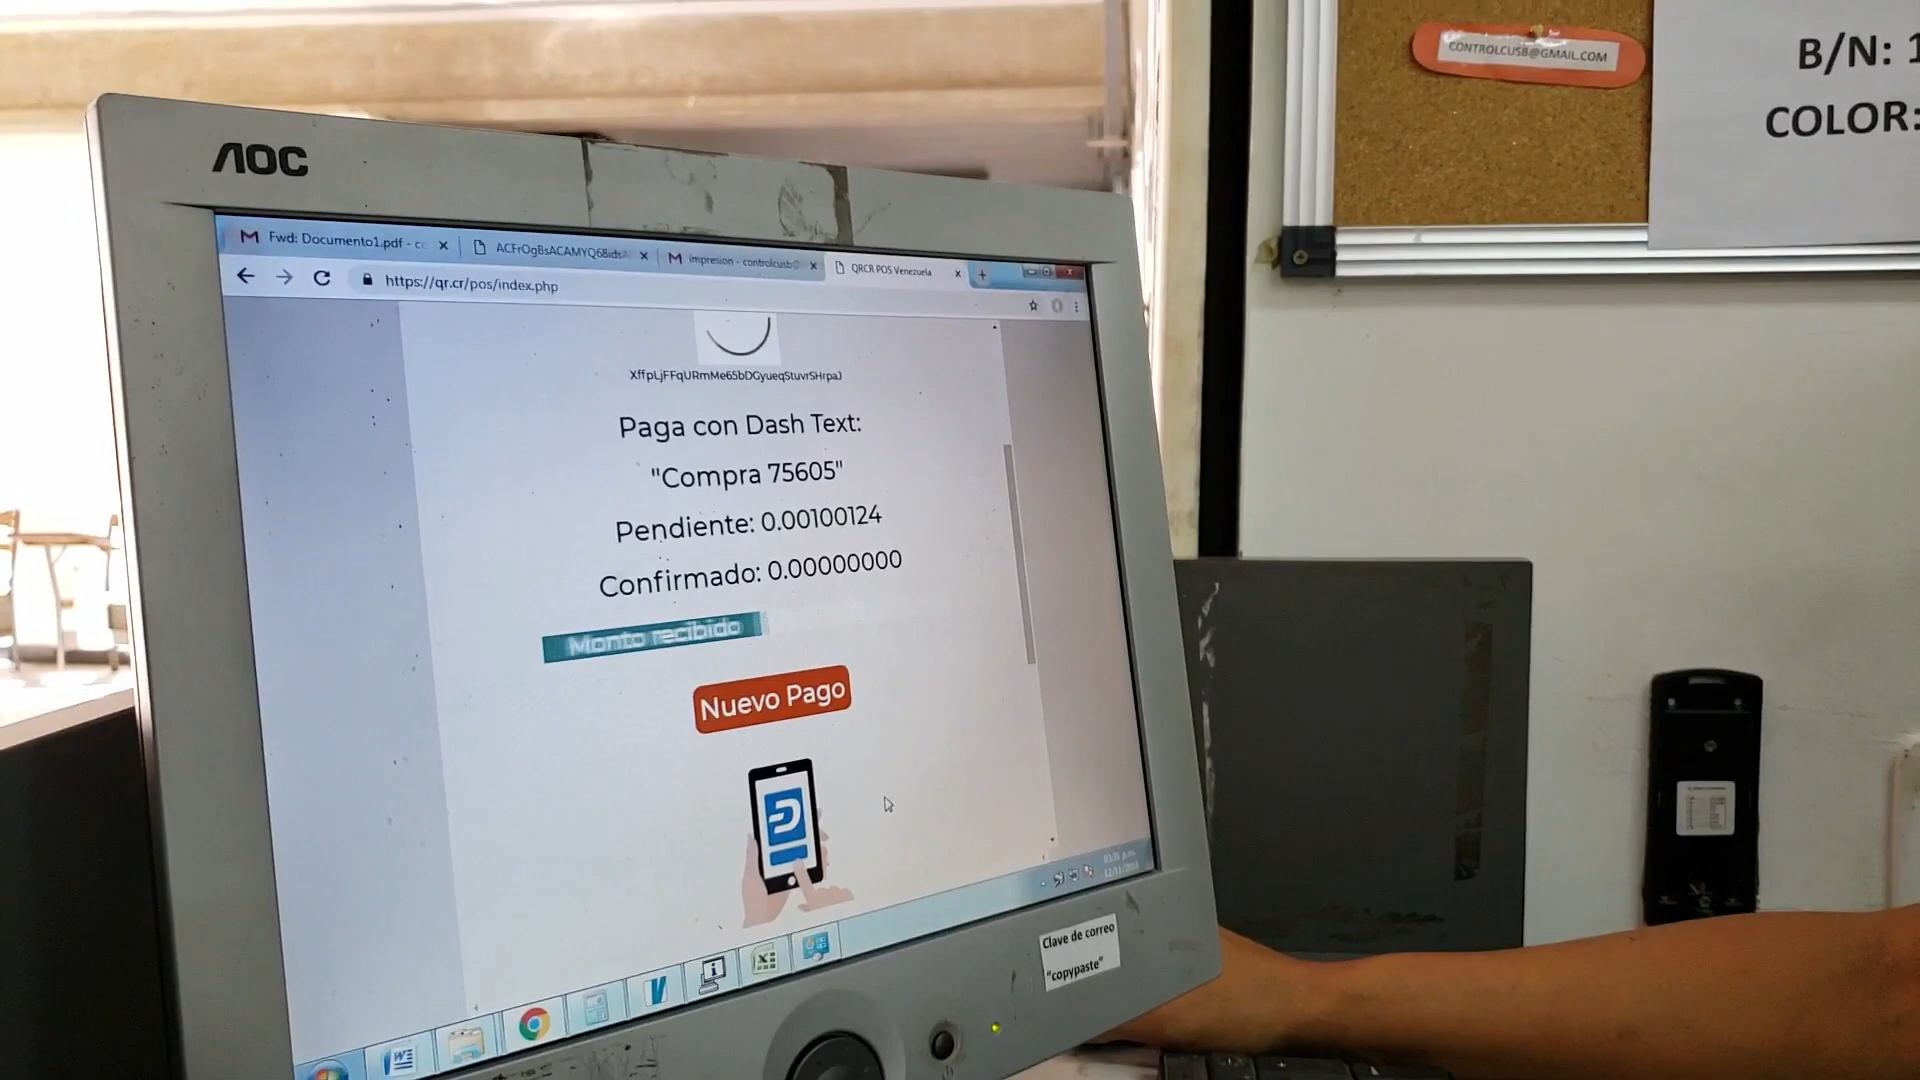 CONTROLCUSB@GMAIL.COM
B/N: 1
COLOR:
AOC
Fwd: Documento1.pdf - c
ACFrOgBsACAMYQ68ids
impresion - controlcusb@
QRCR POS Venezuela
https://qr.cr/pos/index.php
XffpLjFFqURmMe65bDGyueqStuvrSHrpaJ
Paga con Dash Text:
"Compra 75605"
Pendiente: 0.00100124
Confirmado: 0.00000000
Monto recibido
Nuevo Pago
Clave de correo
"copypaste"